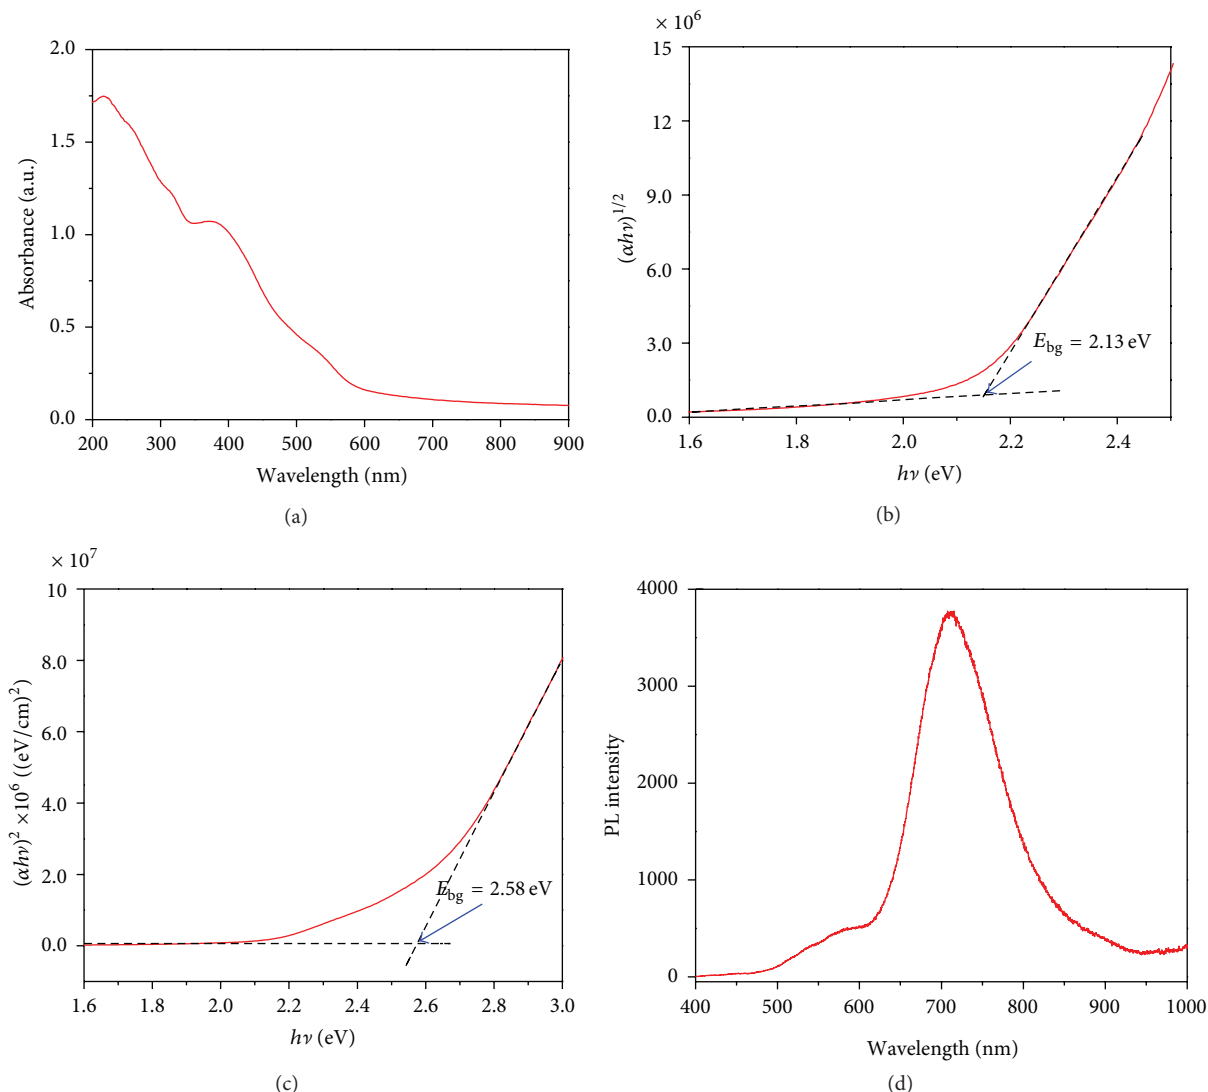 2.0
1.5
1.0
0.5
0.0
200 300 400 500 600 700 800 900
Absorbance (a.u.)
Wavelength (nm)
(a)
× 10⁶
15
12
9.0
6.0
3.0
0.0
1.6 1.8 2.0 2.2 2.4
(αhν)^{1/2}
E_{bg} = 2.13 eV
hν (eV)
(b)
× 10⁷
10
8.0
6.0
4.0
2.0
0.0
1.6 1.8 2.0 2.2 2.4 2.6 2.8 3.0
(αhν)² ×10⁶ ((eV/cm)²)
E_{bg} = 2.58 eV
hν (eV)
(c)
4000
3000
2000
1000
0
400 500 600 700 800 900 1000
PL intensity
Wavelength (nm)
(d)